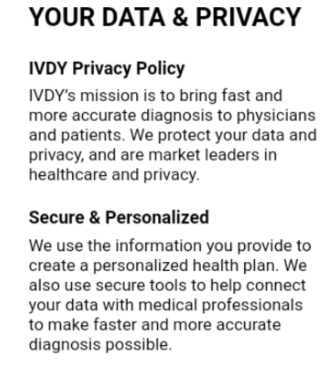 YOUR DATA & PRIVACY
IVDY Privacy Policy
IVDY's mission is to bring fast and
more accurate diagnosis to physicians
and patients. We protect your data and
privacy, and are market leaders in
healthcare and privacy.
Secure & Personalized
We use the information you provide to
create a personalized health plan. We
also use secure tools to help connect
your data with medical professionals
to make faster and more accurate
diagnosis possible.